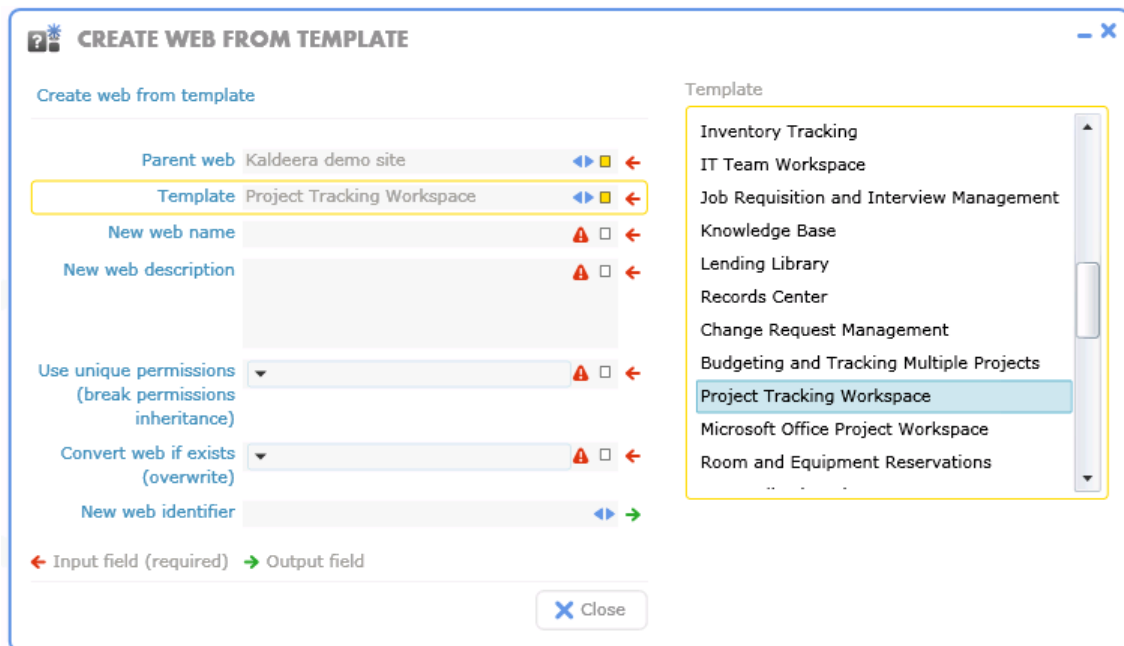 CREATE WEB FROM TEMPLATE
Create web from template
Parent web Kaldeera demo site
Template Project Tracking Workspace
New web name
New web description
Use unique permissions
(break permissions
inheritance)
Convert web if exists
(overwrite)
New web identifier
Input field (required) Output field
Close
Template
Inventory Tracking
IT Team Workspace
Job Requisition and Interview Management
Knowledge Base
Lending Library
Records Center
Change Request Management
Budgeting and Tracking Multiple Projects
Project Tracking Workspace
Microsoft Office Project Workspace
Room and Equipment Reservations